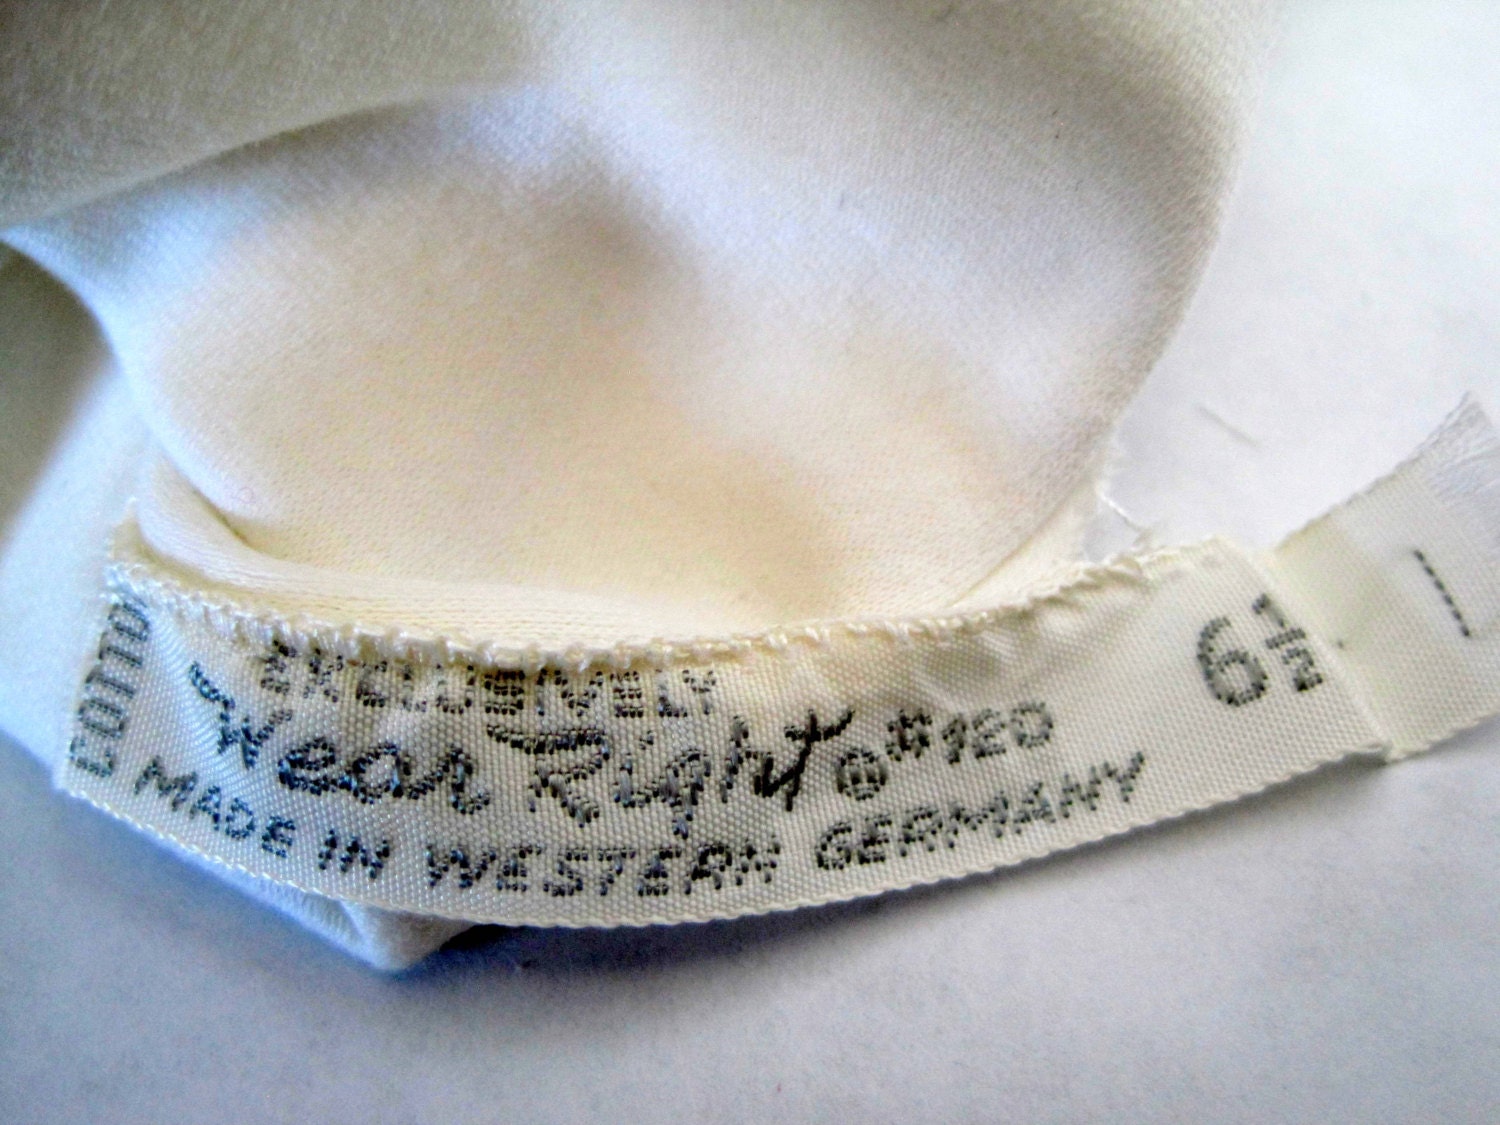 COTTON
EXCLUSIVELY
Wear Right ® #120
MADE IN WESTERN GERMANY
6½